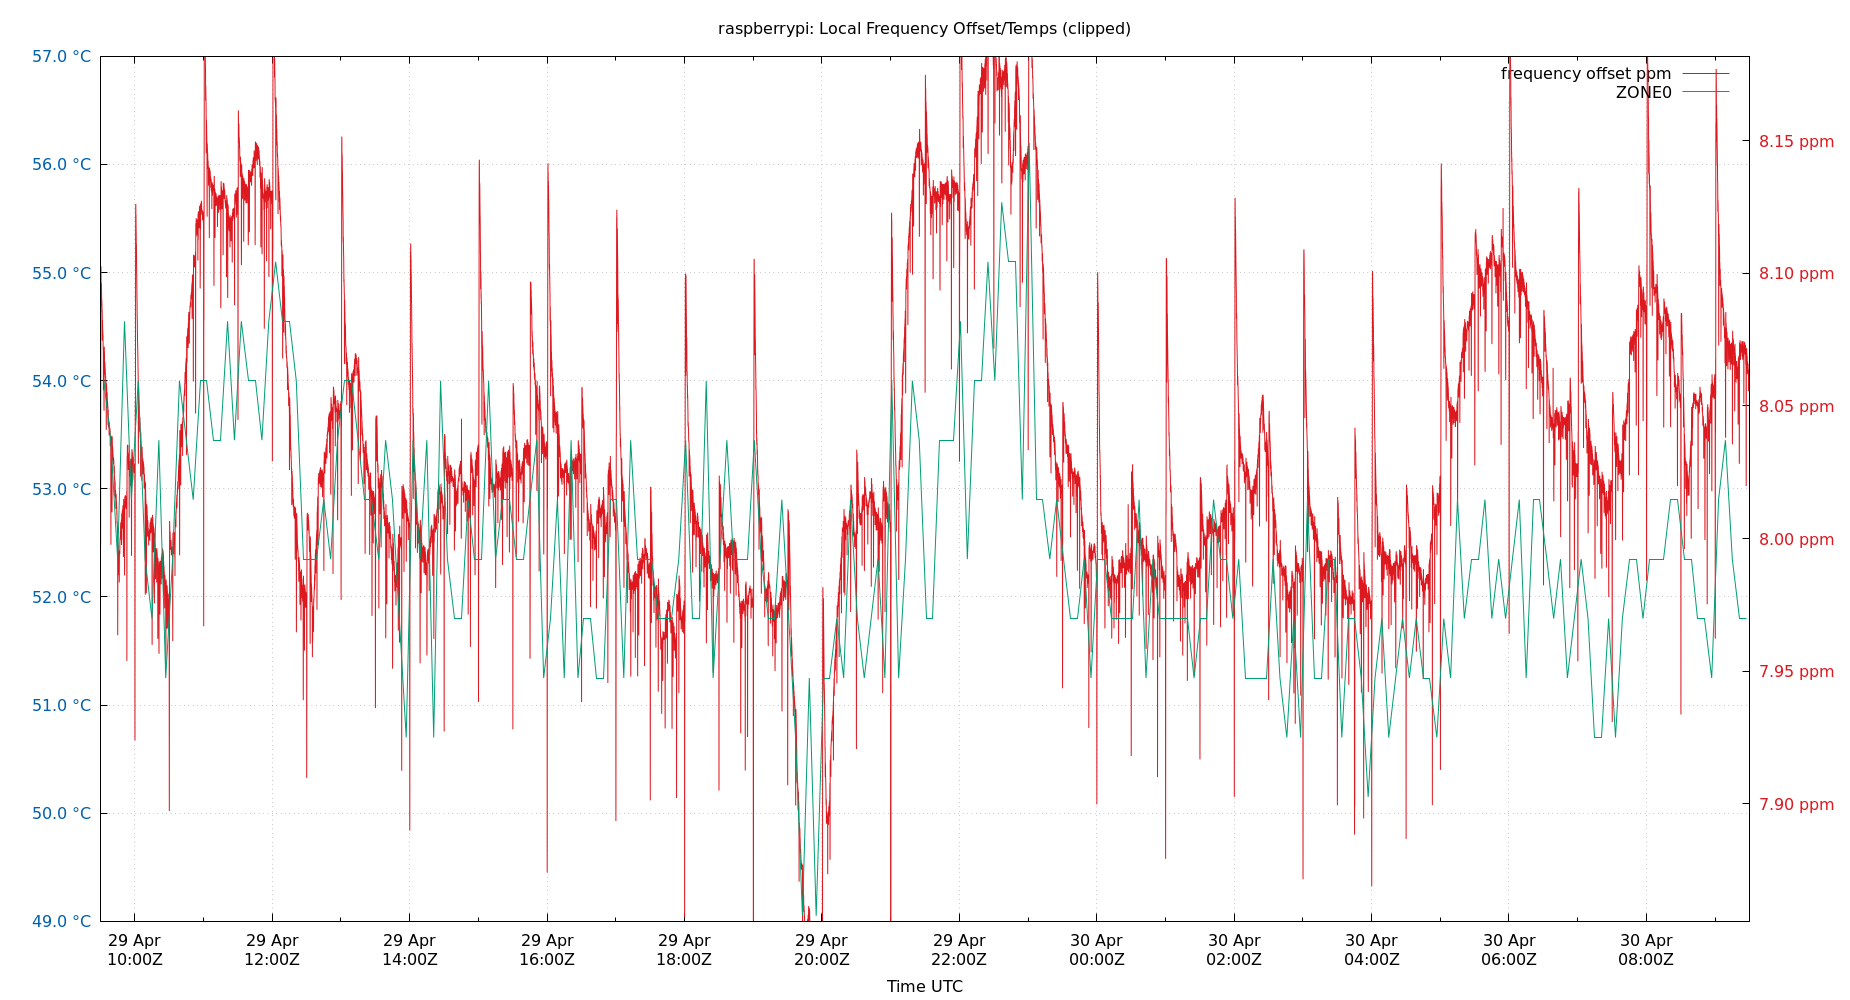 raspberrypi: Local Frequency Offset/Temps (clipped)
frequency offset ppm
ZONE0
57.0 °C
56.0 °C
55.0 °C
54.0 °C
53.0 °C
52.0 °C
51.0 °C
50.0 °C
49.0 °C
8.15 ppm
8.10 ppm
8.05 ppm
8.00 ppm
7.95 ppm
7.90 ppm
29 Apr 29 Apr 29 Apr 29 Apr 29 Apr 29 Apr 29 Apr 30 Apr 30 Apr 30 Apr 30 Apr 30 Apr
10:00Z 12:00Z 14:00Z 16:00Z 18:00Z 20:00Z 22:00Z 00:00Z 02:00Z 04:00Z 06:00Z 08:00Z
Time UTC